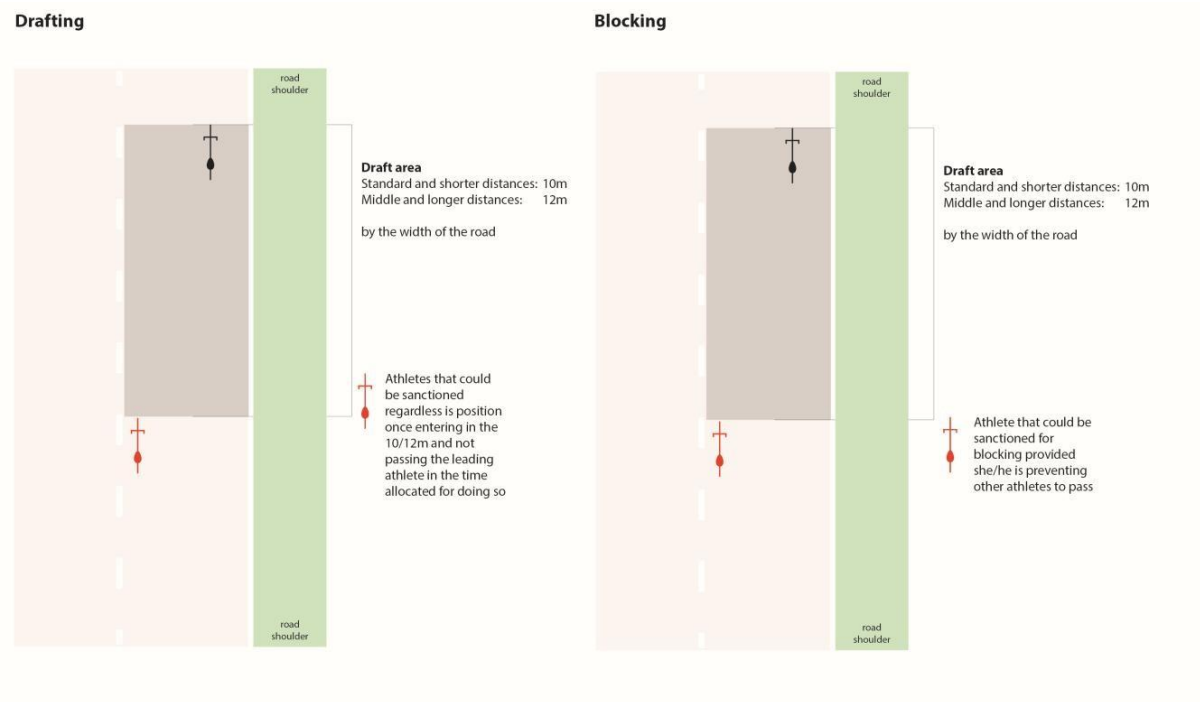 Drafting
road
shoulder
Draft area
Standard and shorter distances: 10m
Middle and longer distances: 12m
by the width of the road
Athletes that could
be sanctioned
regardless is position
once entering in the
10/12m and not
passing the leading
athlete in the time
allocated for doing so
road
shoulder
Blocking
road
shoulder
Draft area
Standard and shorter distances: 10m
Middle and longer distances: 12m
by the width of the road
Athlete that could be
sanctioned for
blocking provided
she/he is preventing
other athletes to pass
road
shoulder